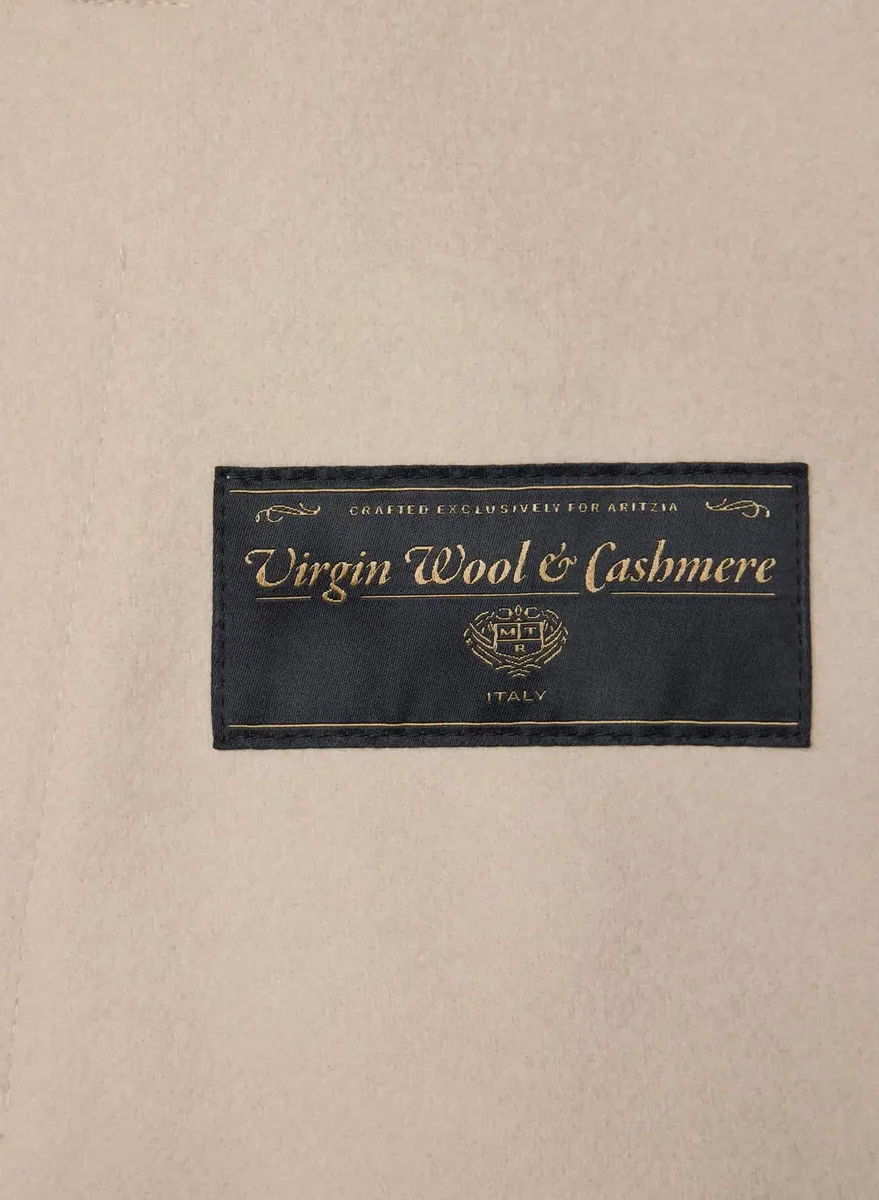 CRAFTED EXCLUSIVELY FOR ARITZIA
Virgin Wool & Cashmere
M T
R
ITALY